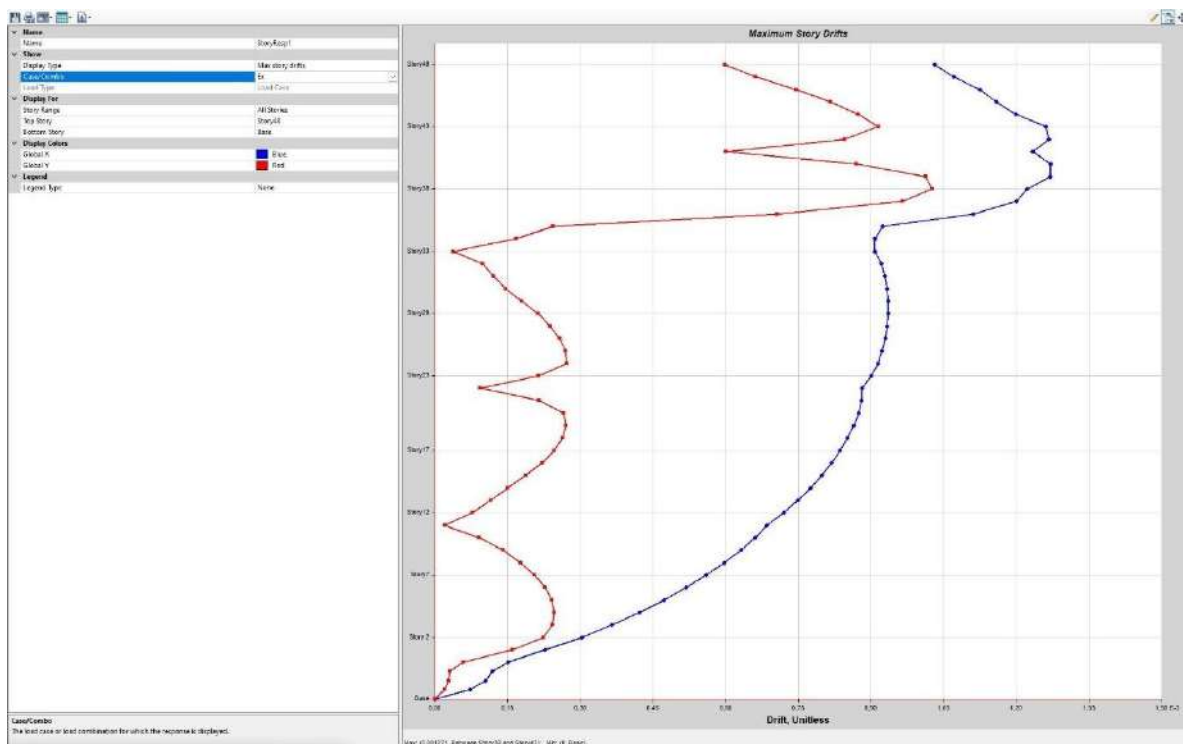 Maximum Story Drifts
Name
Name StoryResp1
Show
Display Type Max story drifts
Case/Combo Ex
Load Type Load Case
Display For
Story Range All Stories
Top Story Story48
Bottom Story Base
Display Colors
Global X Blue
Global Y Red
Legend
Legend Type None
Story48
Story43
Story38
Story33
Story28
Story23
Story17
Story12
Story7
Story2
Base
0.00 0.15 0.30 0.45 0.60 0.75 0.90 1.05 1.20 1.35 1.50 E-3
Drift, Unitless
Case/Combo
The load case or load combination for which the response is displayed.